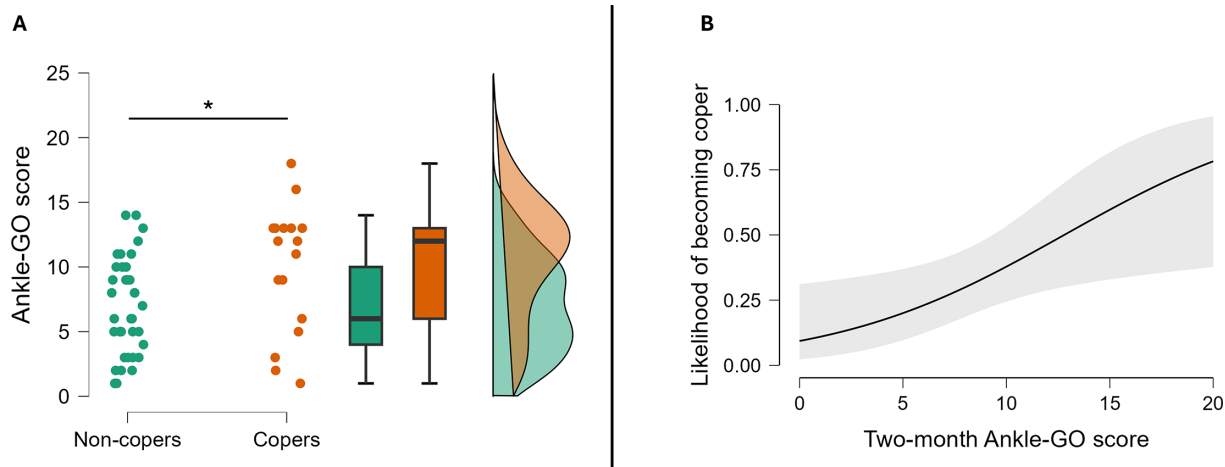 A
Ankle-GO score
25
20
15
10
5
0
*
Non-copers
Copers
B
Likelihood of becoming coper
1.00
0.75
0.50
0.25
0.00
0
5
10
15
20
Two-month Ankle-GO score